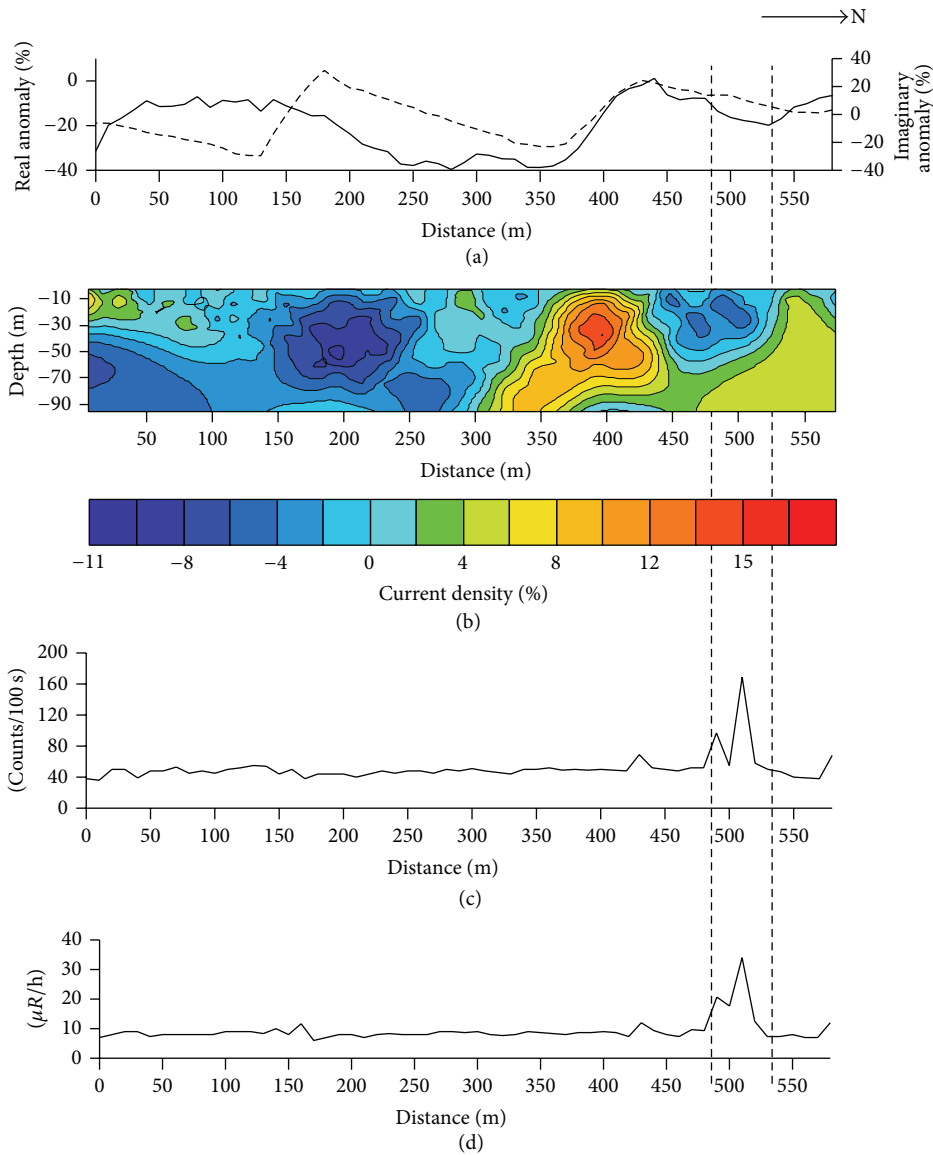 N
Real anomaly (%)
Imaginary anomaly (%)
0
−20
−40
40
20
0
−20
−40
0 50 100 150 200 250 300 350 400 450 500 550
Distance (m)
(a)
Depth (m)
−10
−30
−50
−70
−90
50 100 150 200 250 300 350 400 450 500 550
Distance (m)
−11 −8 −4 0 4 8 12 15
Current density (%)
(b)
(Counts/100 s)
200
160
120
80
40
0
0 50 100 150 200 250 300 350 400 450 500 550
Distance (m)
(c)
(μR/h)
40
30
20
10
0
0 50 100 150 200 250 300 350 400 450 500 550
Distance (m)
(d)